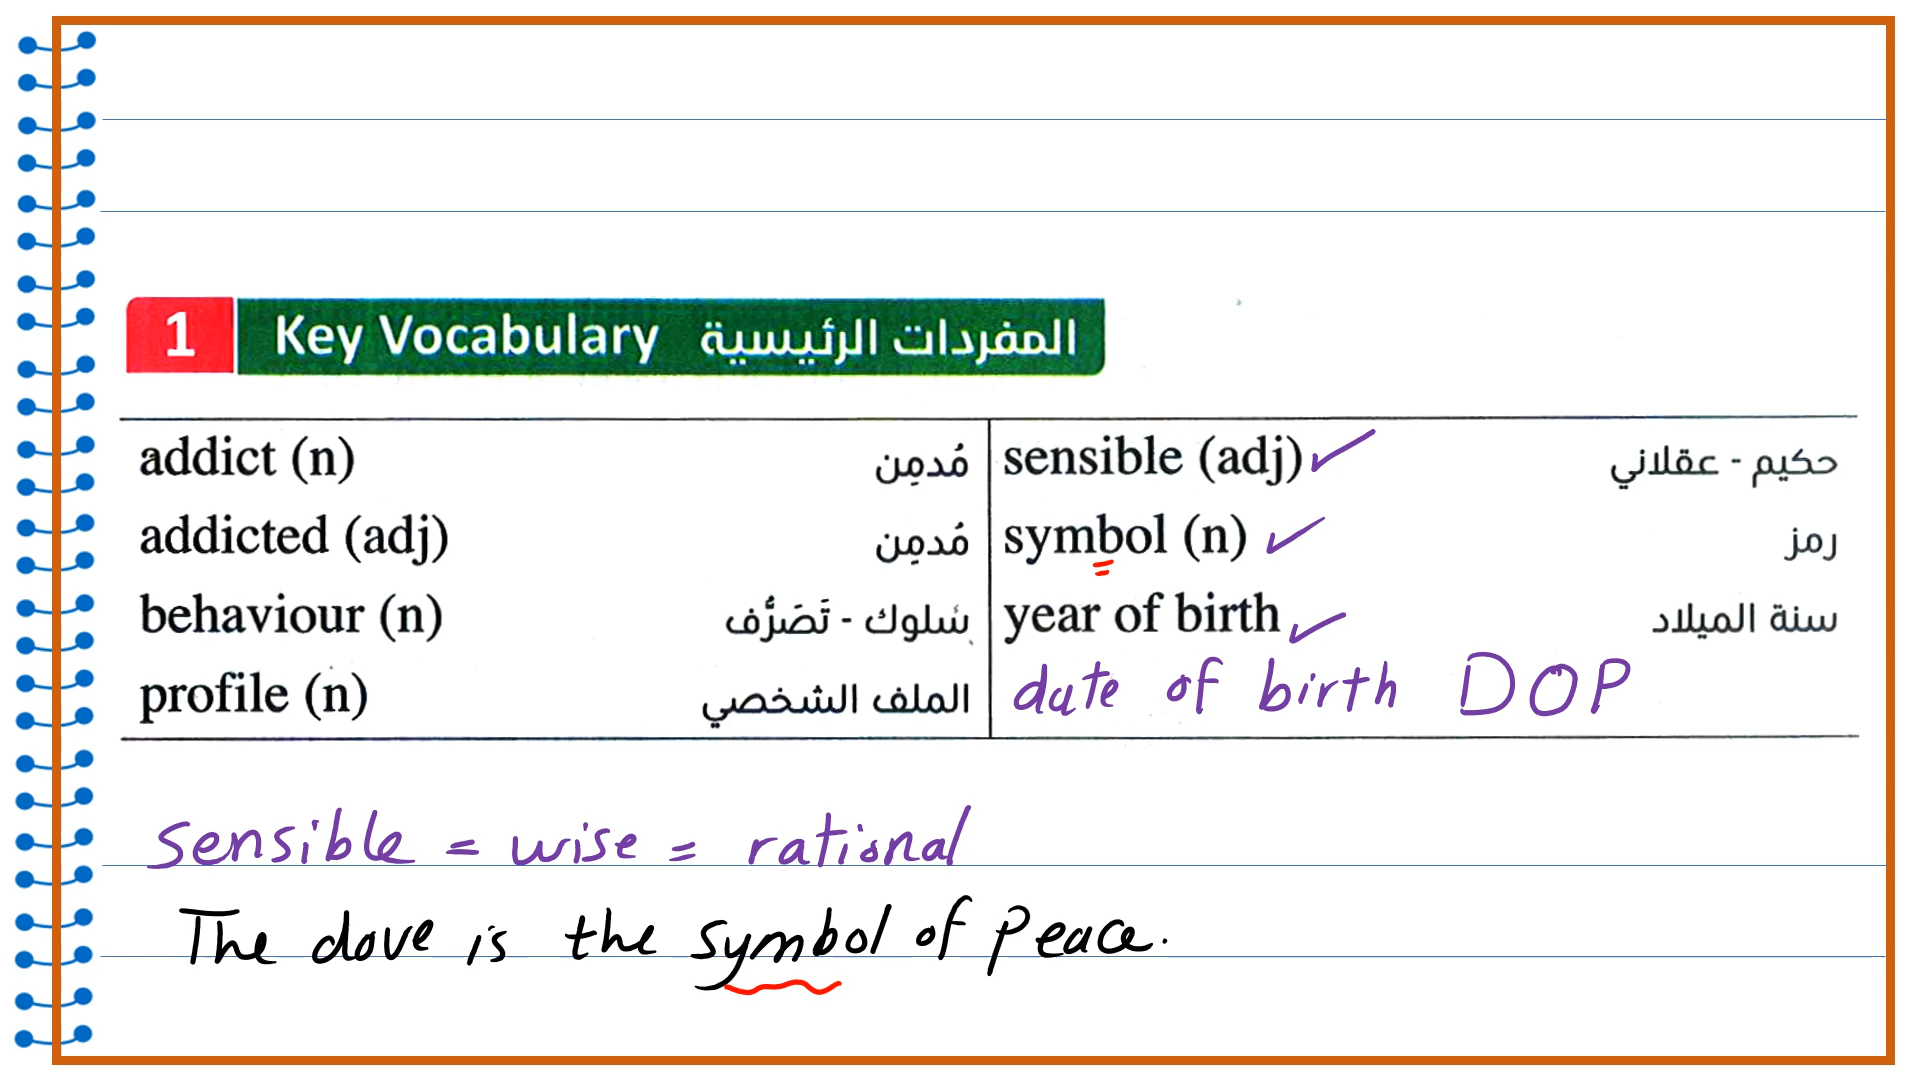 1 Key Vocabulary المفردات الرئيسية
addict (n) مُدمِن
addicted (adj) مُدمِن
behaviour (n) سُلوك - تَصَرُّف
profile (n) الملف الشخصي
sensible (adj) حكيم - عقلاني
symbol (n) رمز
year of birth سنة الميلاد
date of birth DOP
sensible = wise = rational
The dove is the symbol of peace.